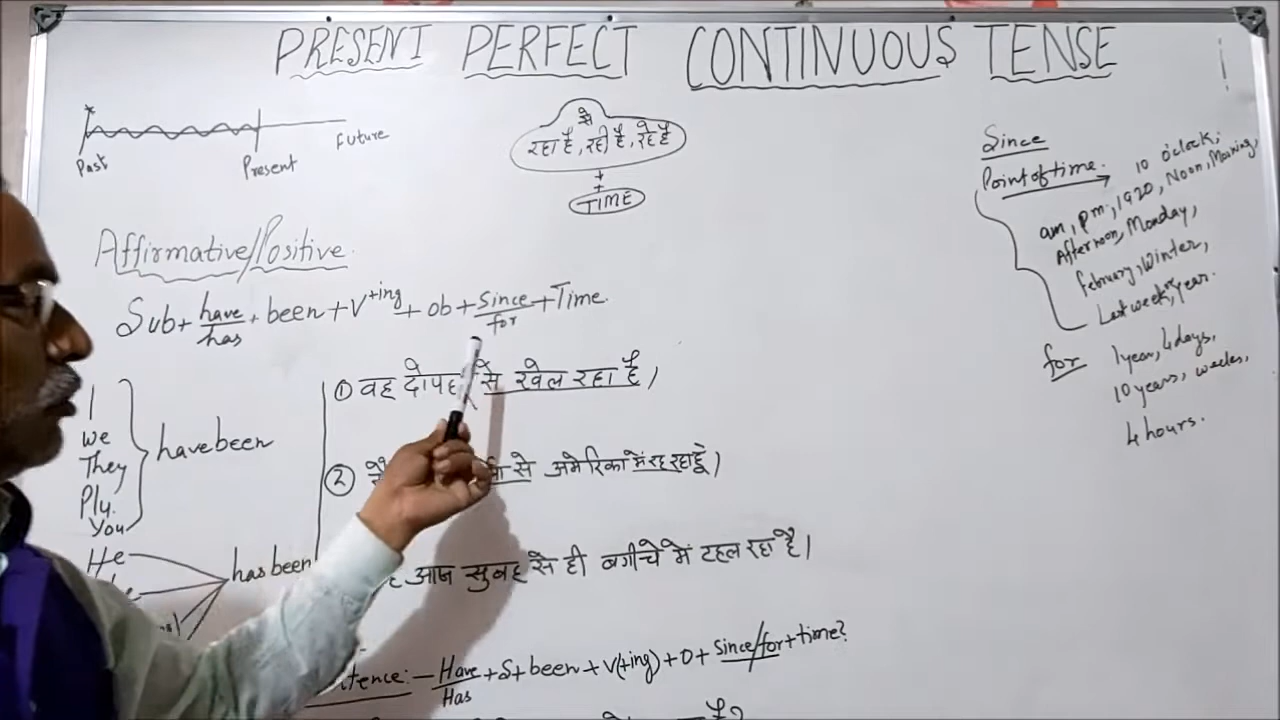 PRESENT PERFECT CONTINUOUS TENSE
Past
Present
Future
से
रहा है, रही है, रहे हैं
+
TIME
Affirmative/Positive
Sub + have/has + been + V+ing + ob + Since/for + Time
I
we
They
Plu.
You
have been
He
has been
① वह से खेल रहा है।
② से अमेरिका में रह रहा हूँ।
आज सुबह से ही बगीचे में टहल रहा है।
Have/Has + S + been + V(+ing) + O + Since/for + time?
Since
Point of time.
10 o'clock,
am, pm, 1920, Noon, Morning,
Afternoon, Monday,
February, Winter,
Last week, year.
for 1 year, 4 days,
10 years, weeks,
4 hours.